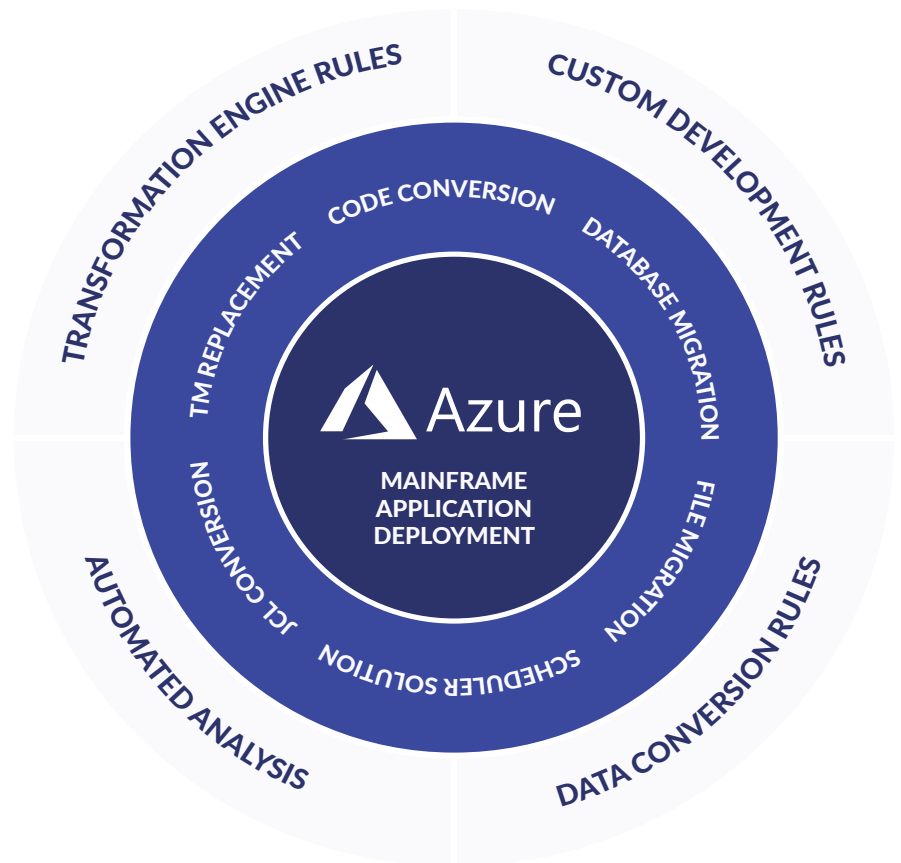 TRANSFORMATION ENGINE RULES
CUSTOM DEVELOPMENT RULES
CODE CONVERSION
DATABASE MIGRATION
TM REPLACEMENT
Azure
MAINFRAME
APPLICATION
DEPLOYMENT
JCL CONVERSION
FILE MIGRATION
SCHEDULER SOLUTION
AUTOMATED ANALYSIS
DATA CONVERSION RULES